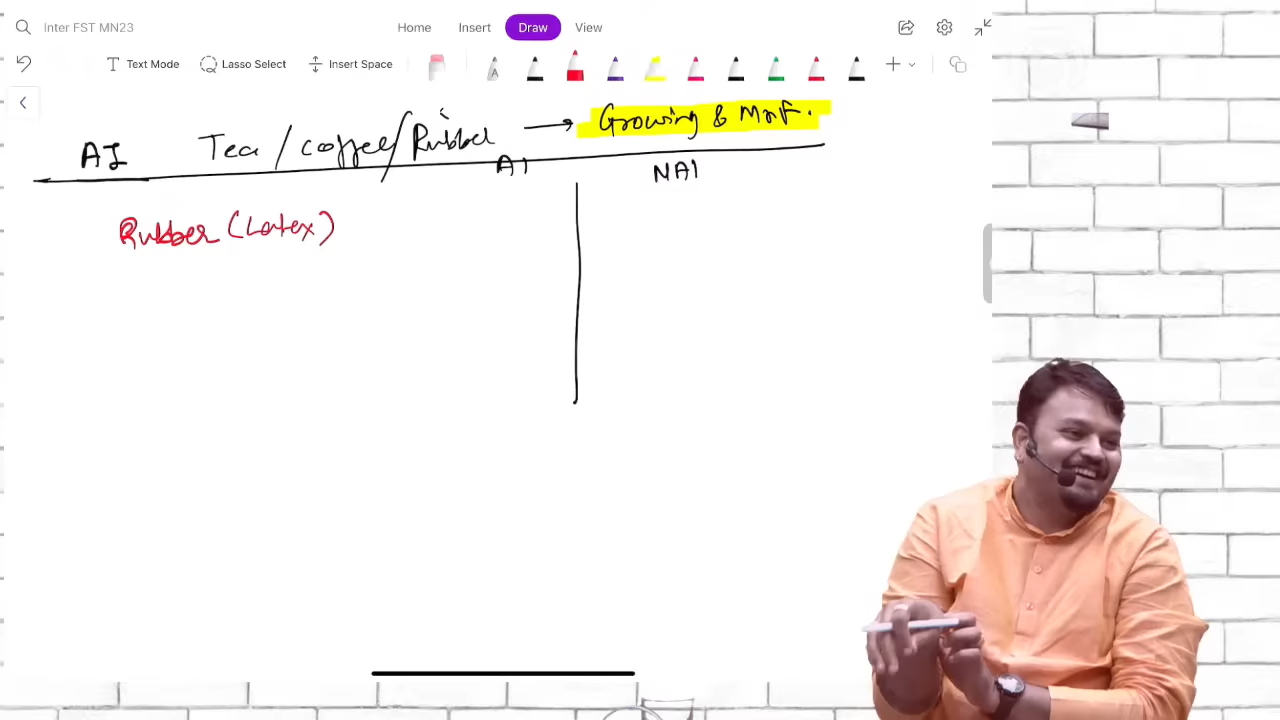 Inter FST MN23
Home Insert Draw View
Text Mode Lasso Select Insert Space
AI Tea / coffee / Rubber → Growing & Mnf.
AI NAI
Rubber (Latex)